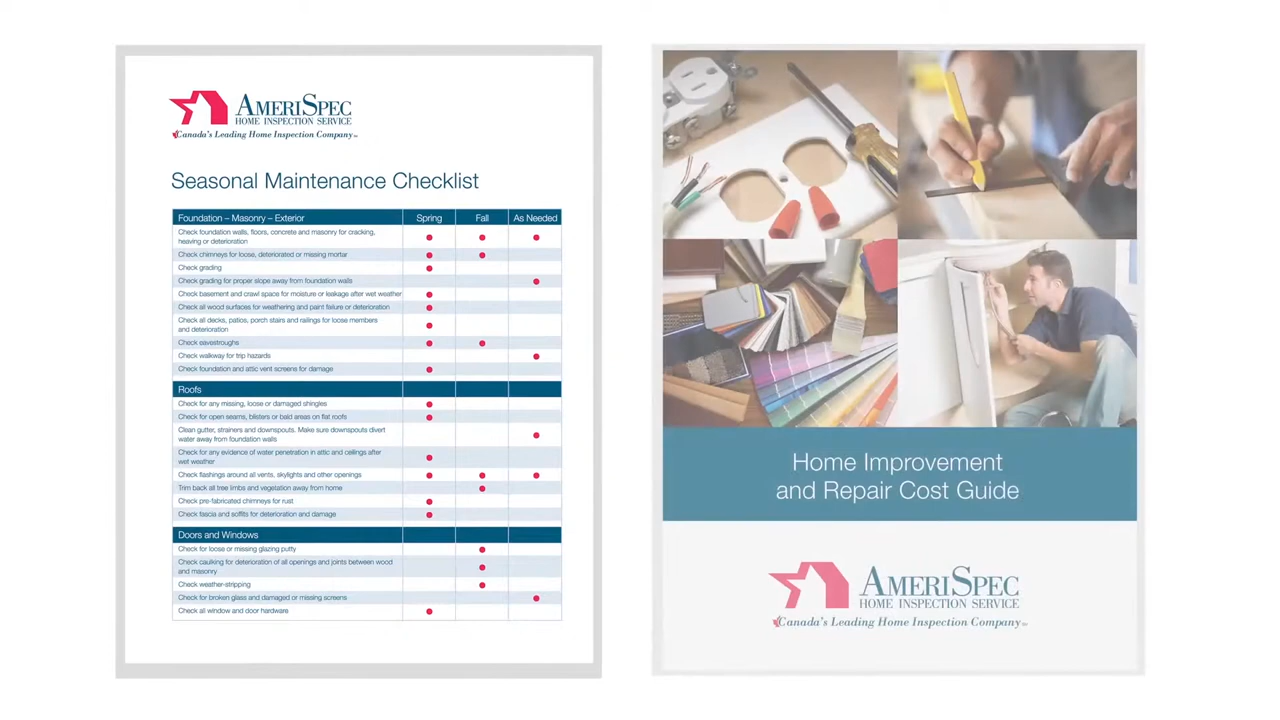 AMERISPEC
HOME INSPECTION SERVICE
Canada's Leading Home Inspection Company
Seasonal Maintenance Checklist
Foundation – Masonry – Exterior Spring Fall As Needed
Check foundation walls, floors, concrete and masonry for cracking,
heaving or deterioration
Check chimneys for loose, deteriorated or missing mortar
Check grading
Check grading for proper slope away from foundation walls
Check basement and crawl space for moisture or leakage after wet weather
Check all wood surfaces for weathering and paint failure or deterioration
Check all decks, patios, porch stairs and railings for loose members
and deterioration
Check eavestroughs
Check walkway for trip hazards
Check foundation and attic vent screens for damage
Roofs
Check for any missing, loose or damaged shingles
Check for open seams, blisters or bald areas on flat roofs
Clean gutter, strainers and downspouts. Make sure downspouts divert
water away from foundation walls
Check for any evidence of water penetration in attic and ceilings after
wet weather
Check flashings around all vents, skylights and other openings
Trim back all tree limbs and vegetation away from home
Check pre-fabricated chimneys for rust
Check fascia and soffits for deterioration and damage
Doors and Windows
Check for loose or missing glazing putty
Check caulking for deterioration of all openings and joints between wood
and masonry
Check weather-stripping
Check for broken glass and damaged or missing screens
Check all window and door hardware
Home Improvement
and Repair Cost Guide
AMERISPEC
HOME INSPECTION SERVICE
Canada's Leading Home Inspection Company